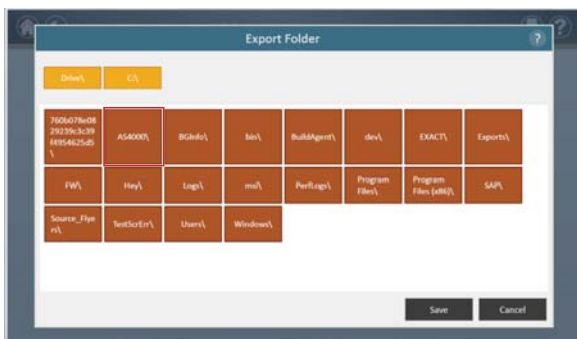 Export Folder
?
?
Drive\
C:\
760b078e08
29239c3c39
f4954625d5
\
AS4000\
BGInfo\
bin\
BuildAgent\
dev\
EXACT\
Exports\
FW\
Hey\
Logs\
msi\
PerfLogs\
Program
Files\
Program
Files (x86)\
SAP\
Source_Flye
rs\
TestScrErr\
Users\
Windows\
Save
Cancel